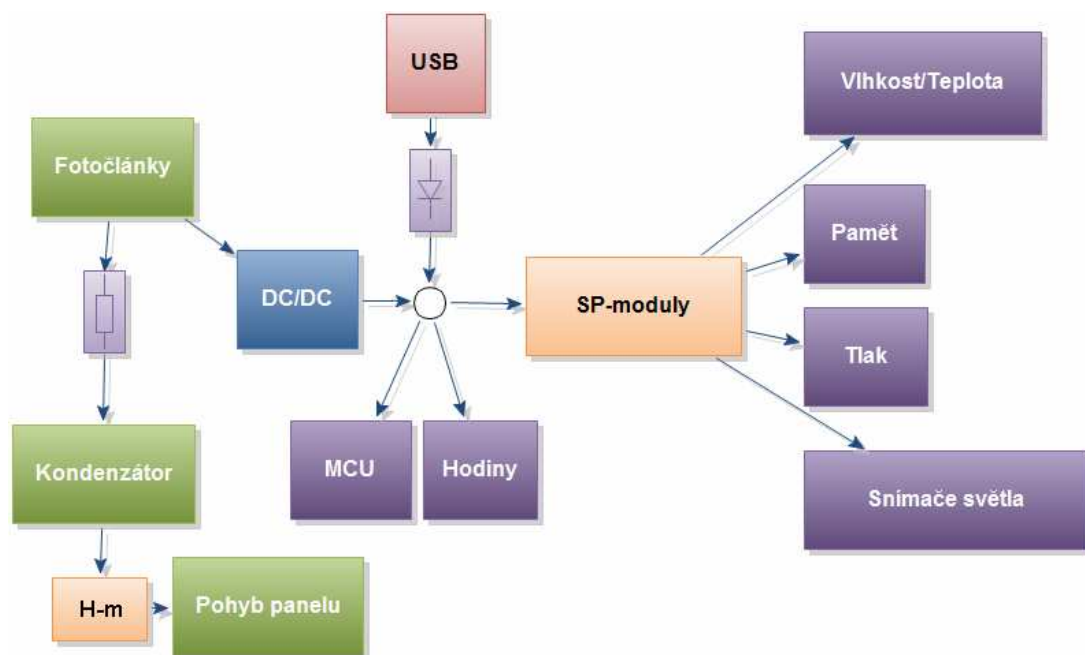 USB
Vlhkost/Teplota
Fotočlánky
Pamět
DC/DC
SP-moduly
Tlak
Kondenzátor
MCU
Hodiny
Snímače světla
H-m
Pohyb panelu